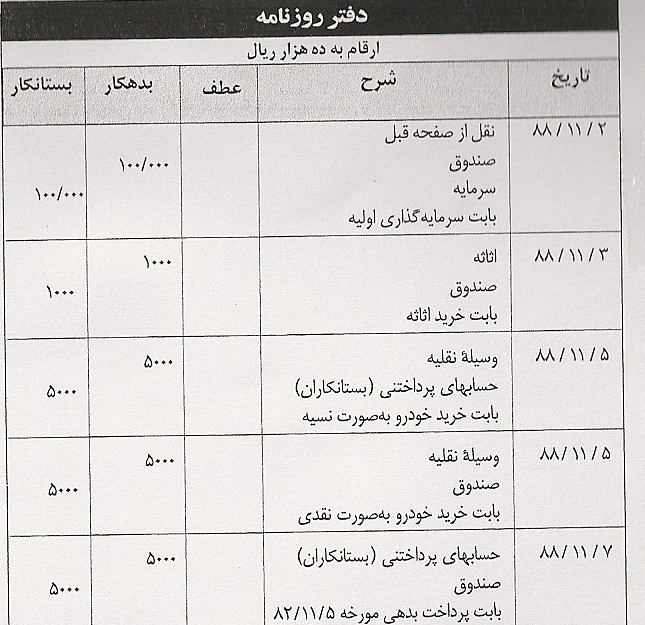 دفتر روزنامه
ارقام به ده هزار ریال
تاریخ شرح عطف بدهکار بستانکار
۸۸/۱۱/۲ نقل از صفحه قبل
صندوق ۱۰۰/۰۰۰
سرمایه ۱۰۰/۰۰۰
بابت سرمایه‌گذاری اولیه
۸۸/۱۱/۳ اثاثه ۱۰۰۰
صندوق ۱۰۰۰
بابت خرید اثاثه
۸۸/۱۱/۵ وسیلهٔ نقلیه ۵۰۰۰
حسابهای پرداختنی (بستانکاران) ۵۰۰۰
بابت خرید خودرو به‌صورت نسیه
۸۸/۱۱/۵ وسیلهٔ نقلیه ۵۰۰۰
صندوق ۵۰۰۰
بابت خرید خودرو به‌صورت نقدی
۸۸/۱۱/۷ حسابهای پرداختنی (بستانکاران) ۵۰۰۰
صندوق ۵۰۰۰
بابت پرداخت بدهی مورخه ۸۲/۱۱/۵